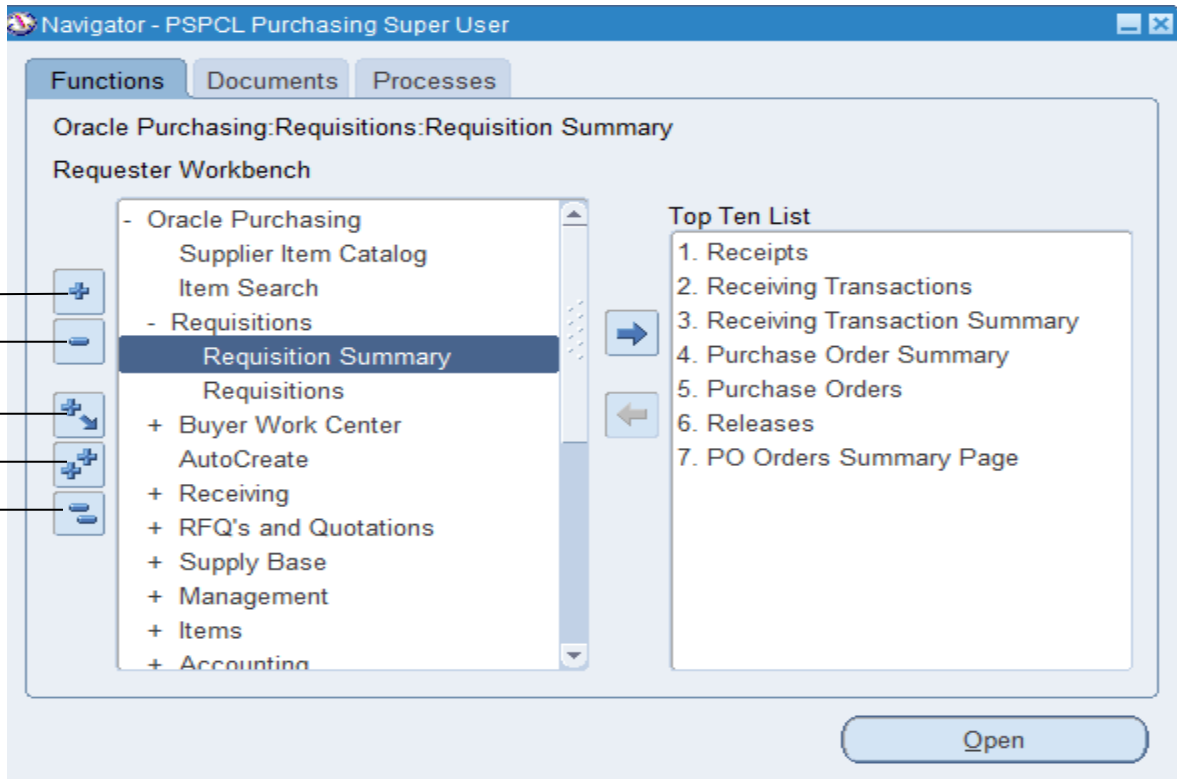 Navigator - PSPCL Purchasing Super User
Functions Documents Processes
Oracle Purchasing:Requisitions:Requisition Summary
Requester Workbench
- Oracle Purchasing
Supplier Item Catalog
Item Search
- Requisitions
Requisition Summary
Requisitions
+ Buyer Work Center
AutoCreate
+ Receiving
+ RFQ's and Quotations
+ Supply Base
+ Management
+ Items
+ Accounting
Top Ten List
1. Receipts
2. Receiving Transactions
3. Receiving Transaction Summary
4. Purchase Order Summary
5. Purchase Orders
6. Releases
7. PO Orders Summary Page
Open